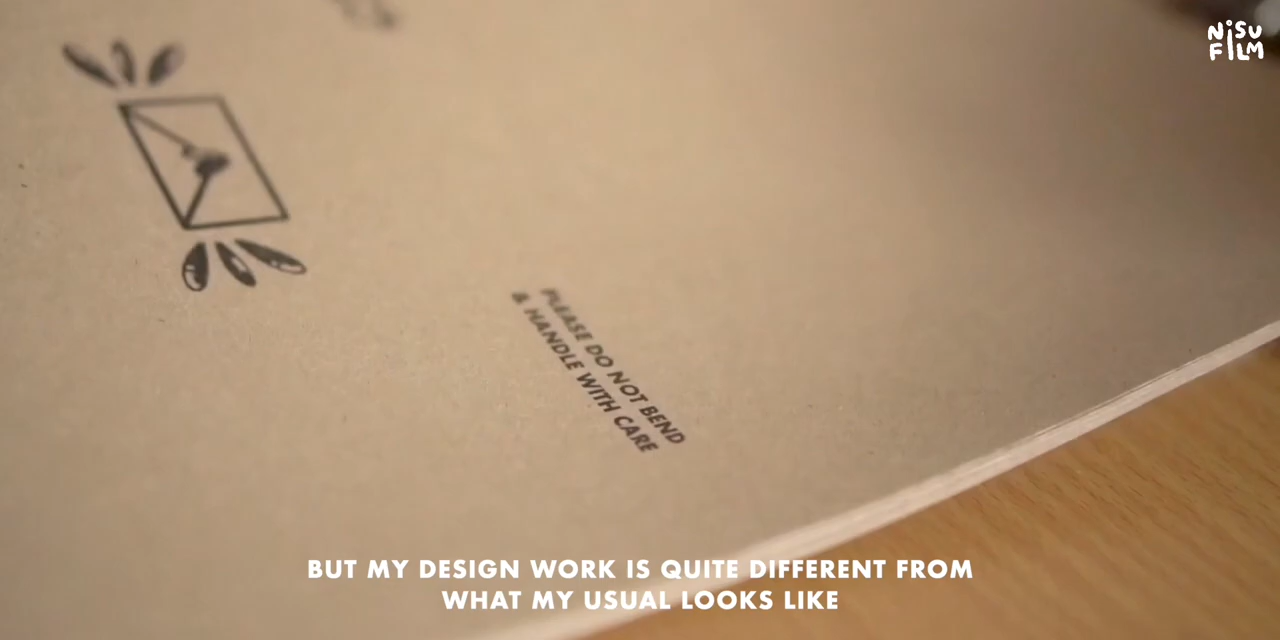 NiSU
FILM
PLEASE DO NOT BEND
& HANDLE WITH CARE
BUT MY DESIGN WORK IS QUITE DIFFERENT FROM
WHAT MY USUAL LOOKS LIKE